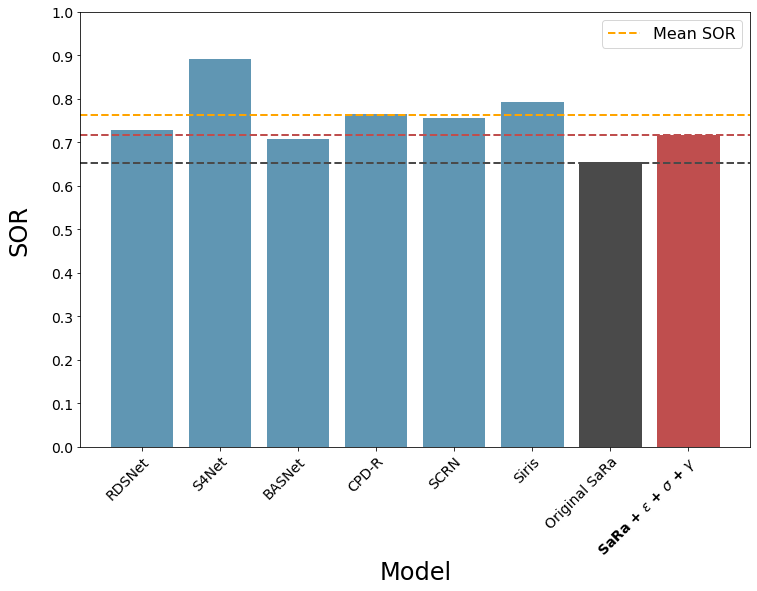 1.0
0.9
0.8
0.7
0.6
0.5
0.4
0.3
0.2
0.1
0.0
SOR
Mean SOR
RDSNet
S4Net
BASNet
CPD-R
SCRN
Siris
Original SaRa
SaRa + ε + σ + γ
Model